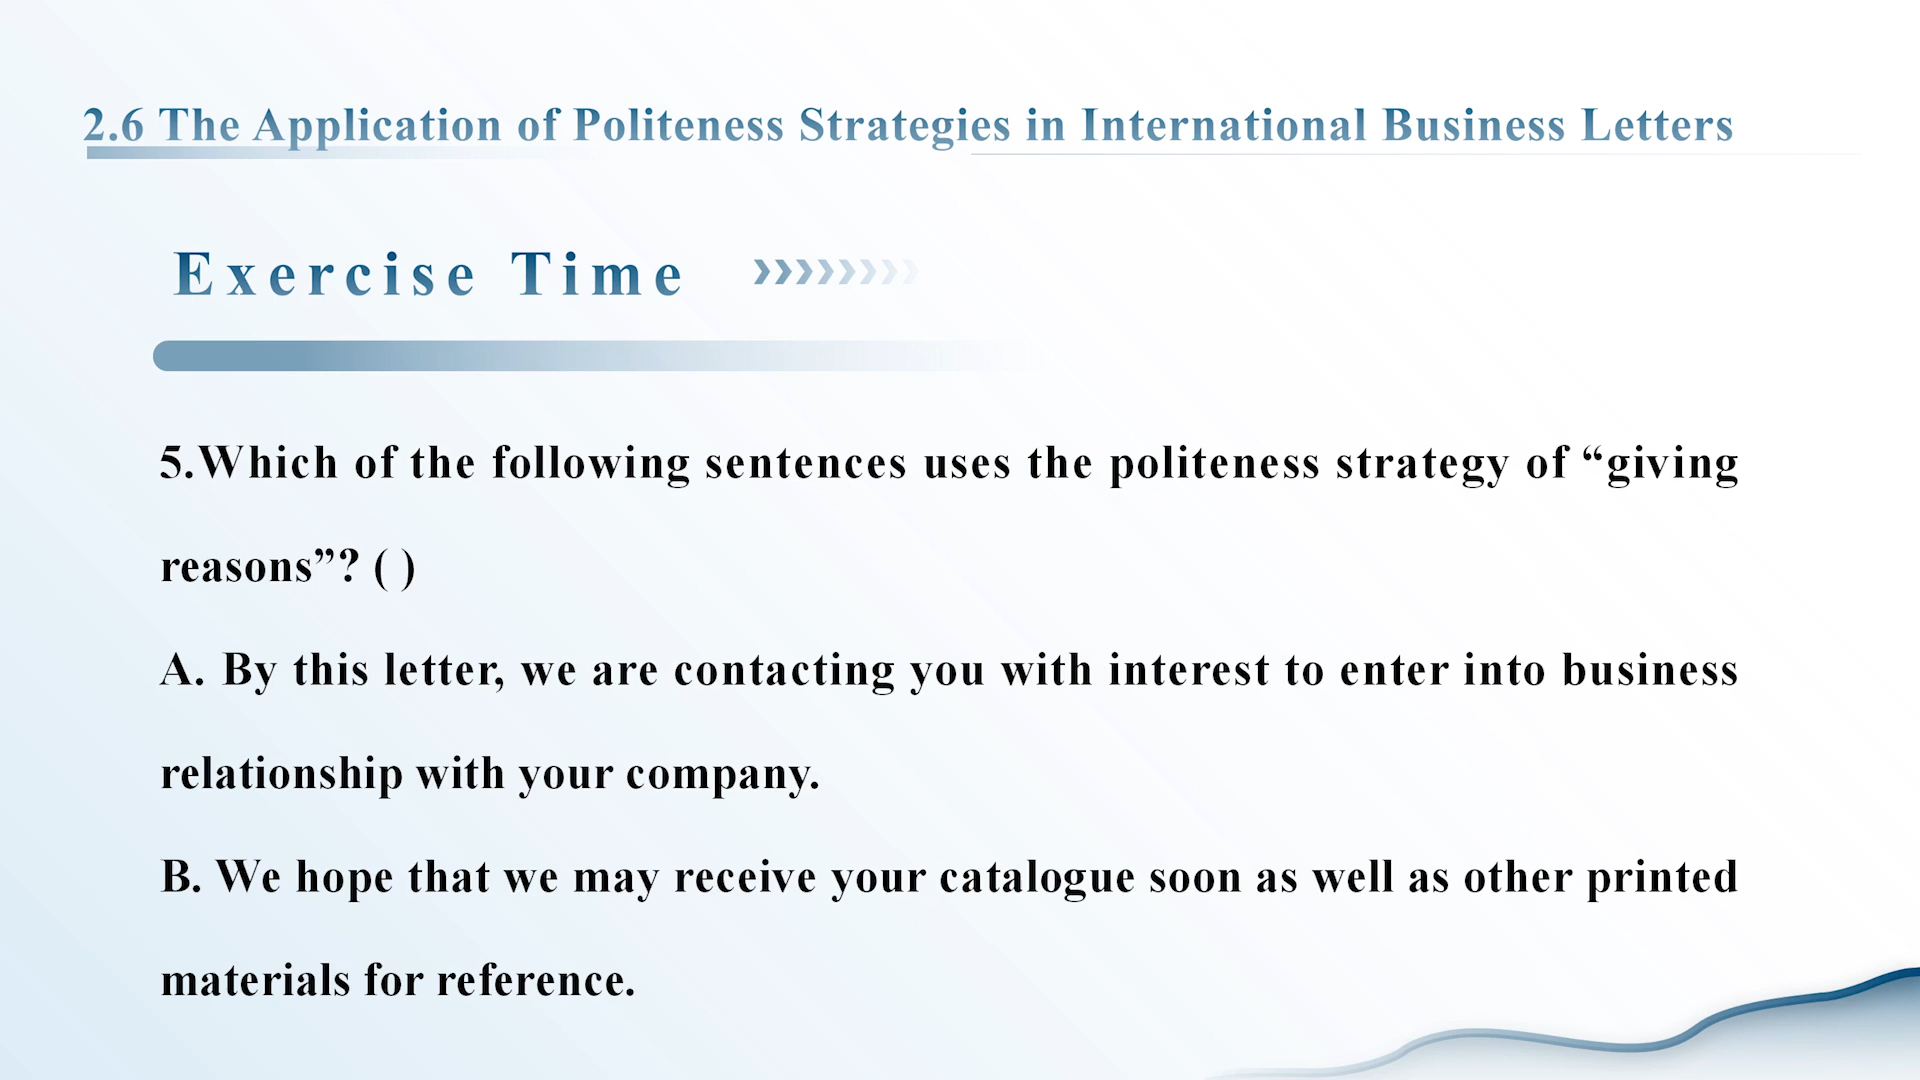 2.6 The Application of Politeness Strategies in International Business Letters
Exercise Time
5.Which of the following sentences uses the politeness strategy of “giving
reasons”? ( )
A. By this letter, we are contacting you with interest to enter into business
relationship with your company.
B. We hope that we may receive your catalogue soon as well as other printed
materials for reference.